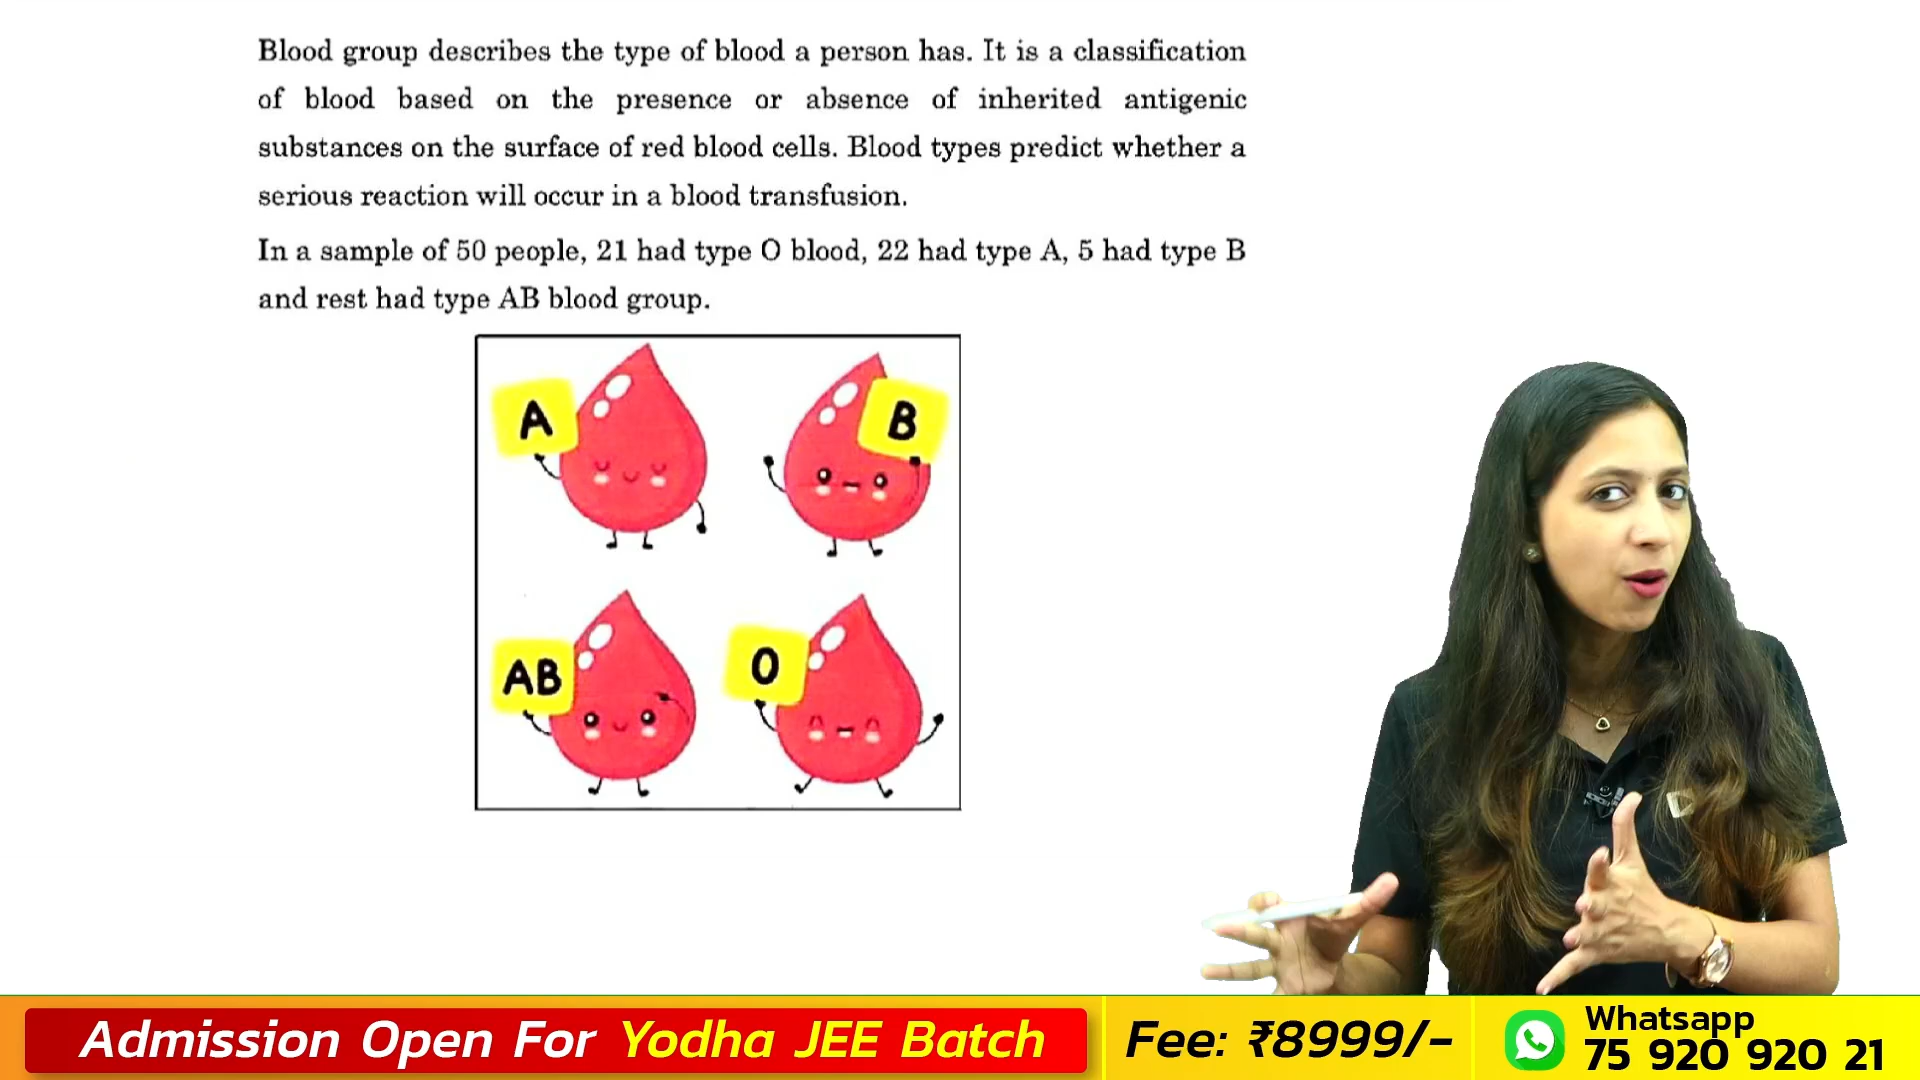 Blood group describes the type of blood a person has. It is a classification
of blood based on the presence or absence of inherited antigenic
substances on the surface of red blood cells. Blood types predict whether a
serious reaction will occur in a blood transfusion.
In a sample of 50 people, 21 had type O blood, 22 had type A, 5 had type B
and rest had type AB blood group.
A
B
AB
O
Admission Open For Yodha JEE Batch
Fee: ₹8999/-
Whatsapp
75 920 920 21